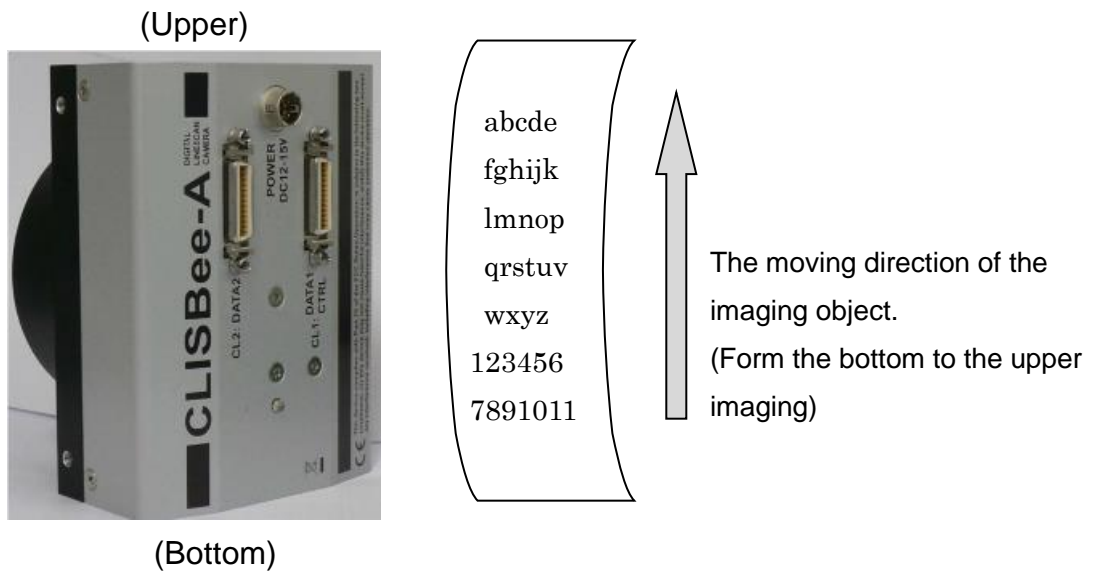 (Upper)
CLISBee-A
DIGITAL
LINESCAN
CAMERA
POWER
DC12-15V
CL2: DATA2
CL1: DATA1
CTRL
CE
(Bottom)
abcde
fghijk
lmnop
qrstuv
wxyz
123456
7891011
The moving direction of the
imaging object.
(Form the bottom to the upper
imaging)